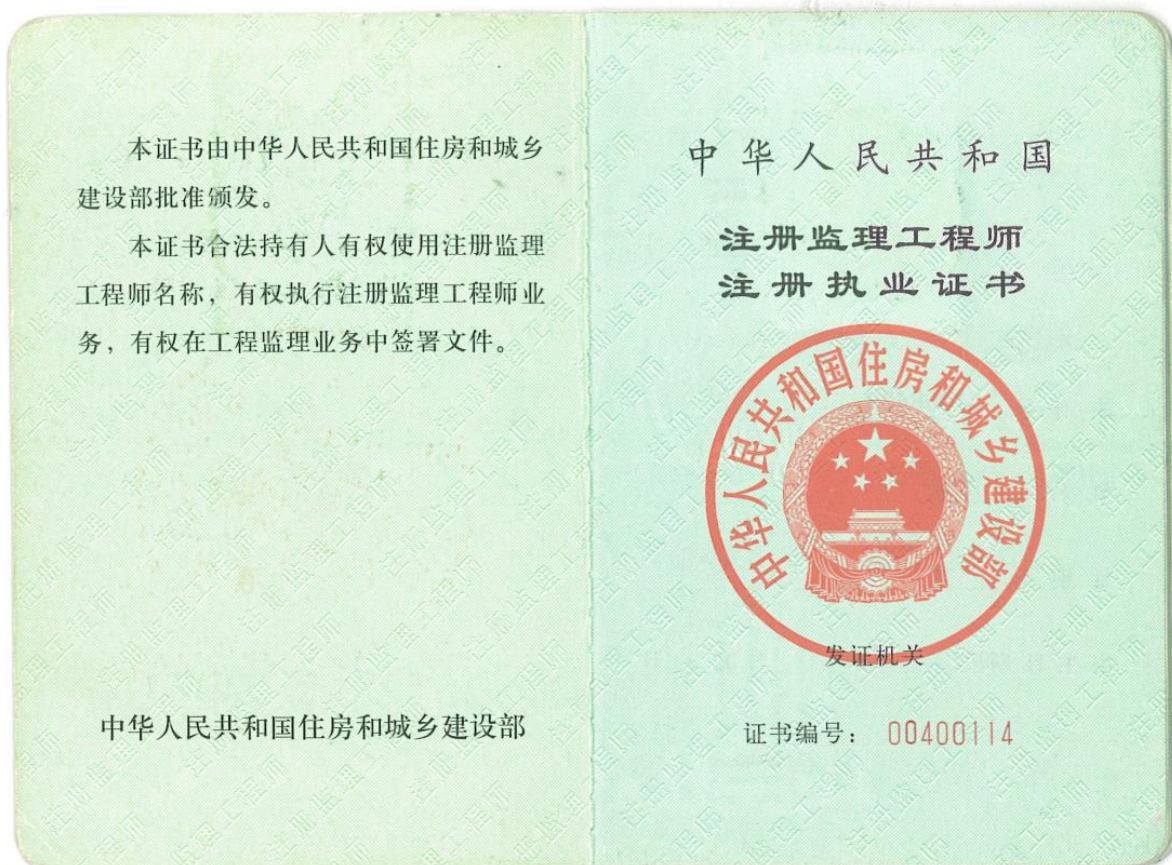 本证书由中华人民共和国住房和城乡
建设部批准颁发。
本证书合法持有人有权使用注册监理
工程师名称，有权执行注册监理工程师业
务，有权在工程监理业务中签署文件。
中华人民共和国住房和城乡建设部
中华人民共和国
注册监理工程师
注册执业证书
中华人民共和国住房和城乡建设部
发证机关
证书编号： 00400114